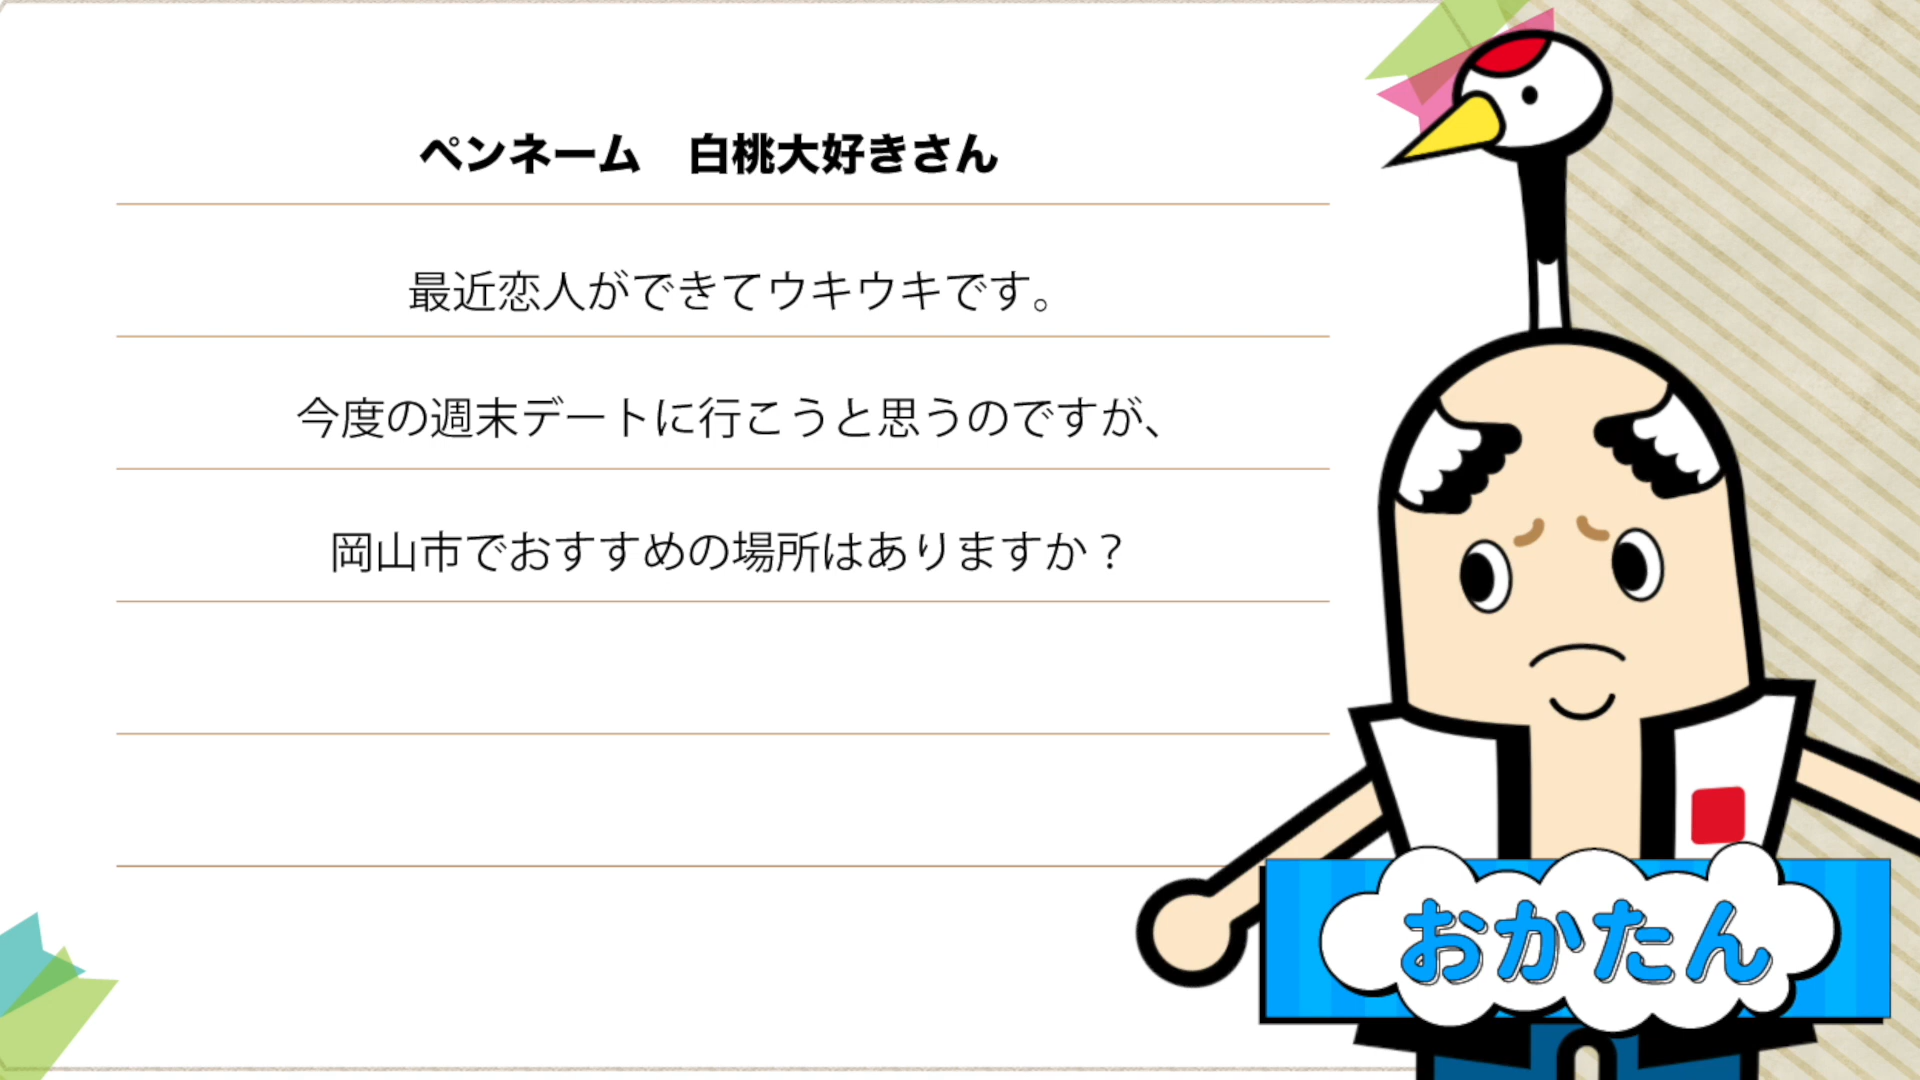 ペンネーム　白桃大好きさん
最近恋人ができてウキウキです。
今度の週末デートに行こうと思うのですが、
岡山市でおすすめの場所はありますか？
おかたん